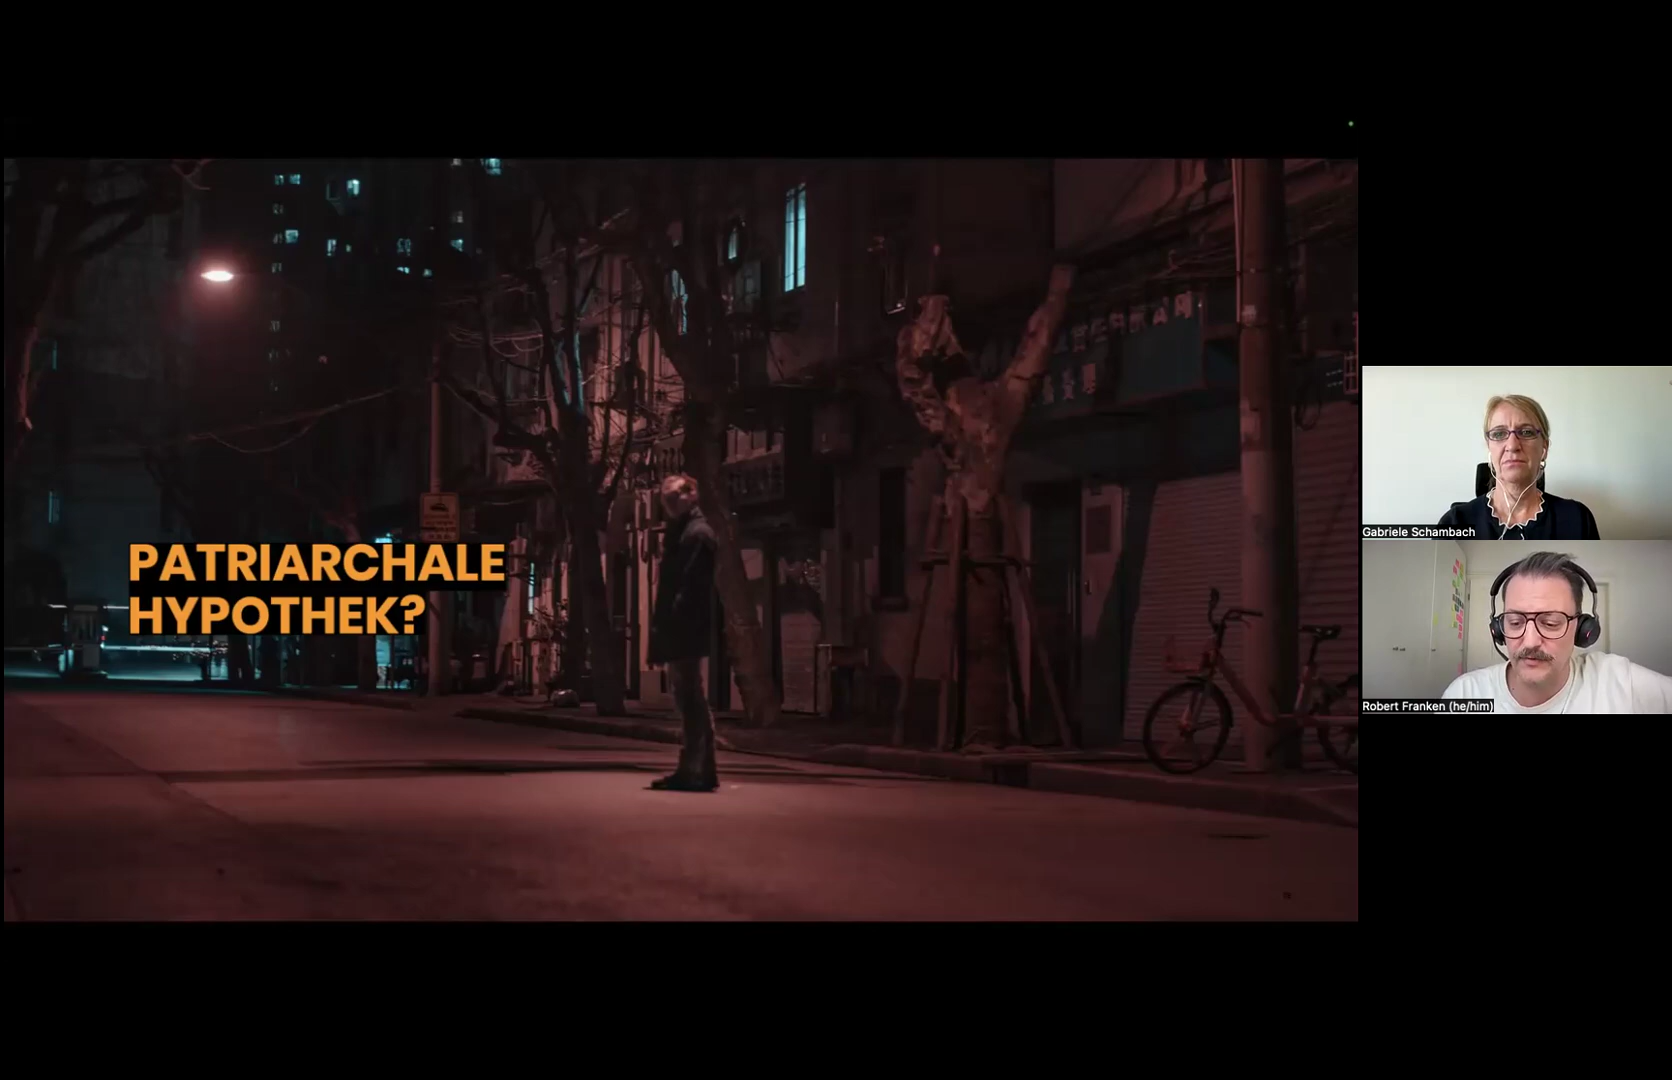 PATRIARCHALE
HYPOTHEK?
Gabriele Schambach
Robert Franken (he/him)